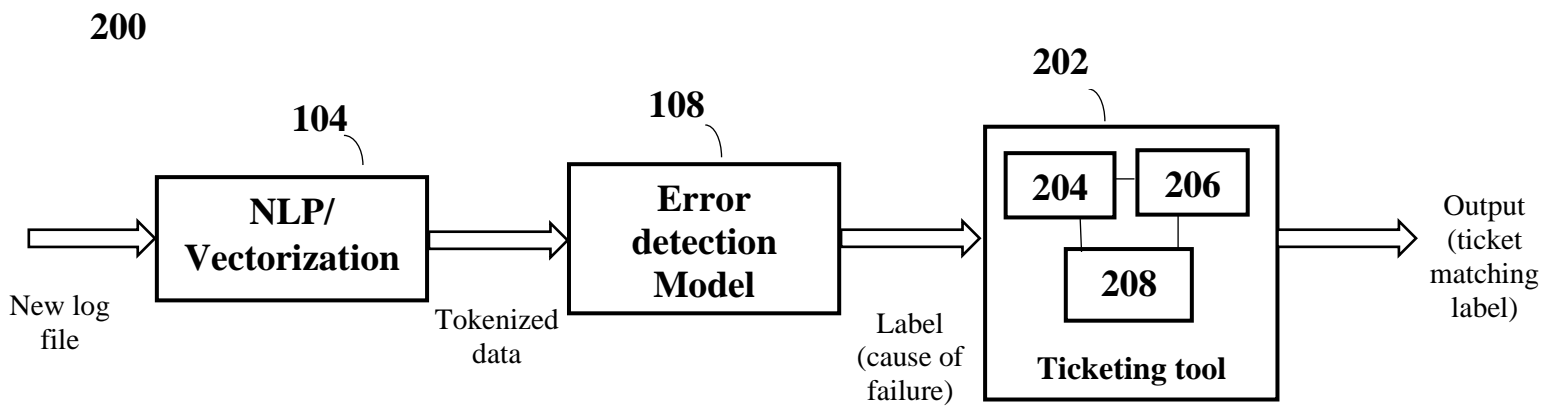 200
104
108
202
New log
file
NLP/
Vectorization
Tokenized
data
Error
detection
Model
Label
(cause of
failure)
204
206
208
Ticketing tool
Output
(ticket
matching
label)